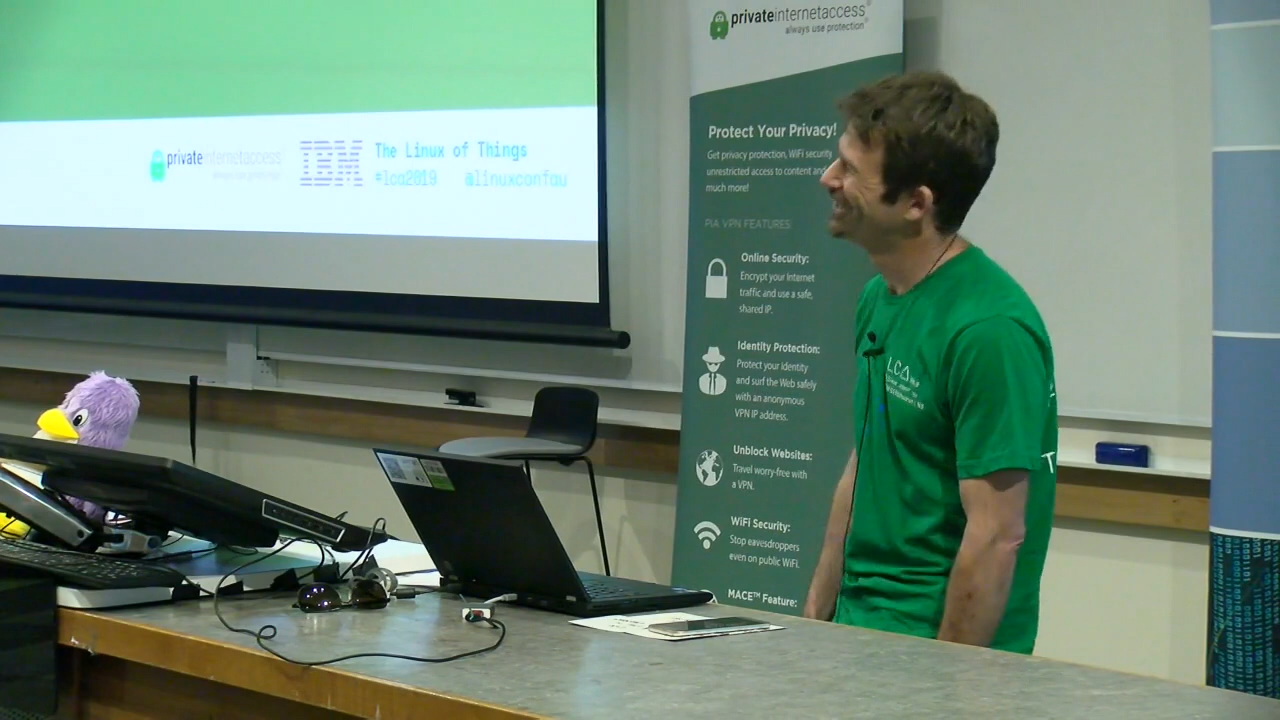 privateinternetaccess
always use protection
privateinternetaccess
IBM
The Linux of Things
#lca2019 @linuxconfau
Protect Your Privacy!
Get privacy protection, WiFi security
unrestricted access to content and
much more!
PIA VPN FEATURES
Online Security:
Encrypt your Internet
traffic and use a safe,
shared IP.
Identity Protection:
Protect your identity
and surf the Web safely
with an anonymous
VPN IP address.
Unblock Websites:
Travel worry-free with
a VPN.
WiFi Security:
Stop eavesdroppers
even on public WiFi.
MACE™ Feature:
LCA
T